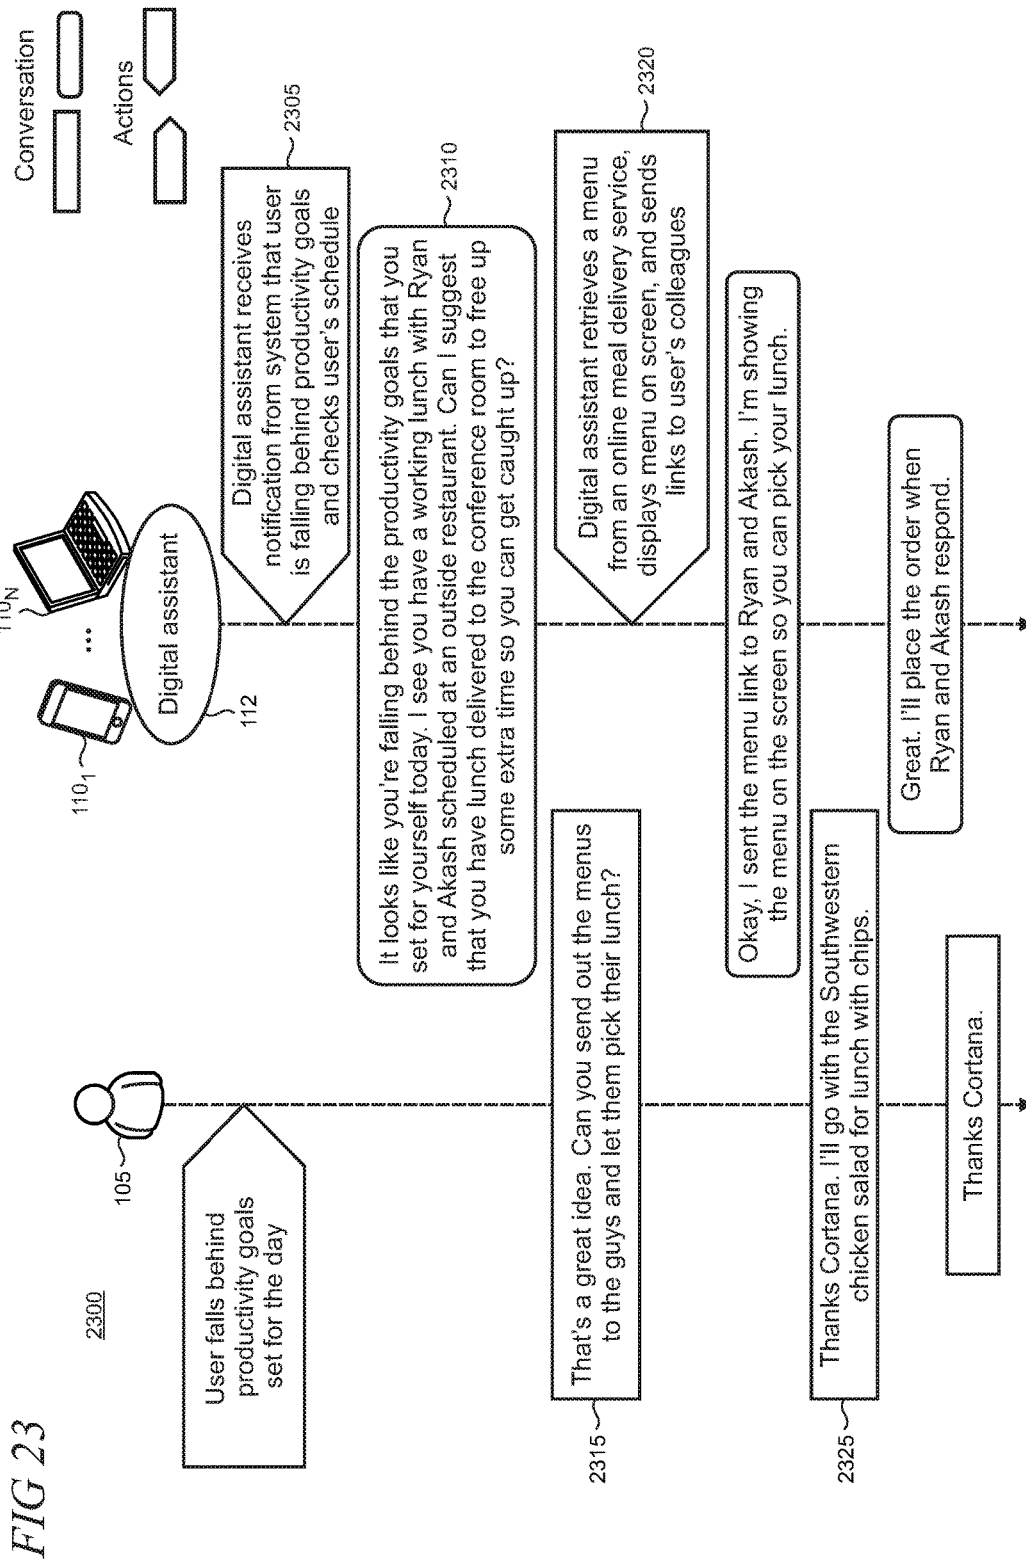 FIG 23
2300
Conversation
Actions
105
110₁
...
110N
Digital assistant
112
User falls behind
productivity goals
set for the day
Digital assistant receives
notification from system that user
is falling behind productivity goals
and checks user's schedule
2305
It looks like you're falling behind the productivity goals that you
set for yourself today. I see you have a working lunch with Ryan
and Akash scheduled at an outside restaurant. Can I suggest
that you have lunch delivered to the conference room to free up
some extra time so you can get caught up?
2310
That's a great idea. Can you send out the menus
to the guys and let them pick their lunch?
2315
Digital assistant retrieves a menu
from an online meal delivery service,
displays menu on screen, and sends
links to user's colleagues
2320
Okay, I sent the menu link to Ryan and Akash. I'm showing
the menu on the screen so you can pick your lunch.
Thanks Cortana. I'll go with the Southwestern
chicken salad for lunch with chips.
2325
Great. I'll place the order when
Ryan and Akash respond.
Thanks Cortana.